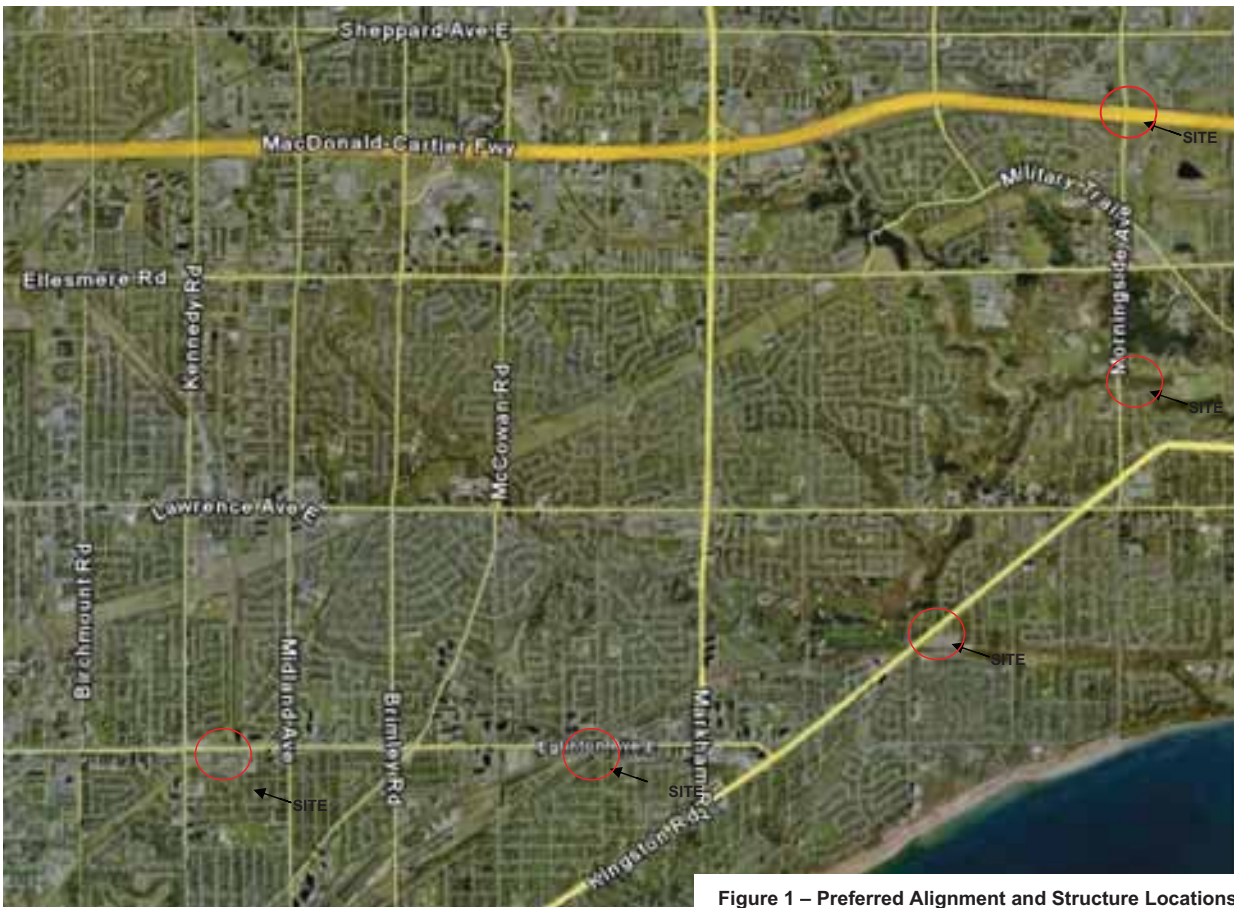 Sheppard Ave E
MacDonald-Cartier Fwy
SITE
Military Trail
Ellesmere Rd
Kennedy Rd
Morningside Ave
McCowan Rd
SITE
Lawrence Ave E
Birchmount Rd
SITE
Midland Ave
Brimley Rd
Markham Rd
Eglinton Ave E
SITE
SITE
Kingston Rd
Figure 1 – Preferred Alignment and Structure Locations